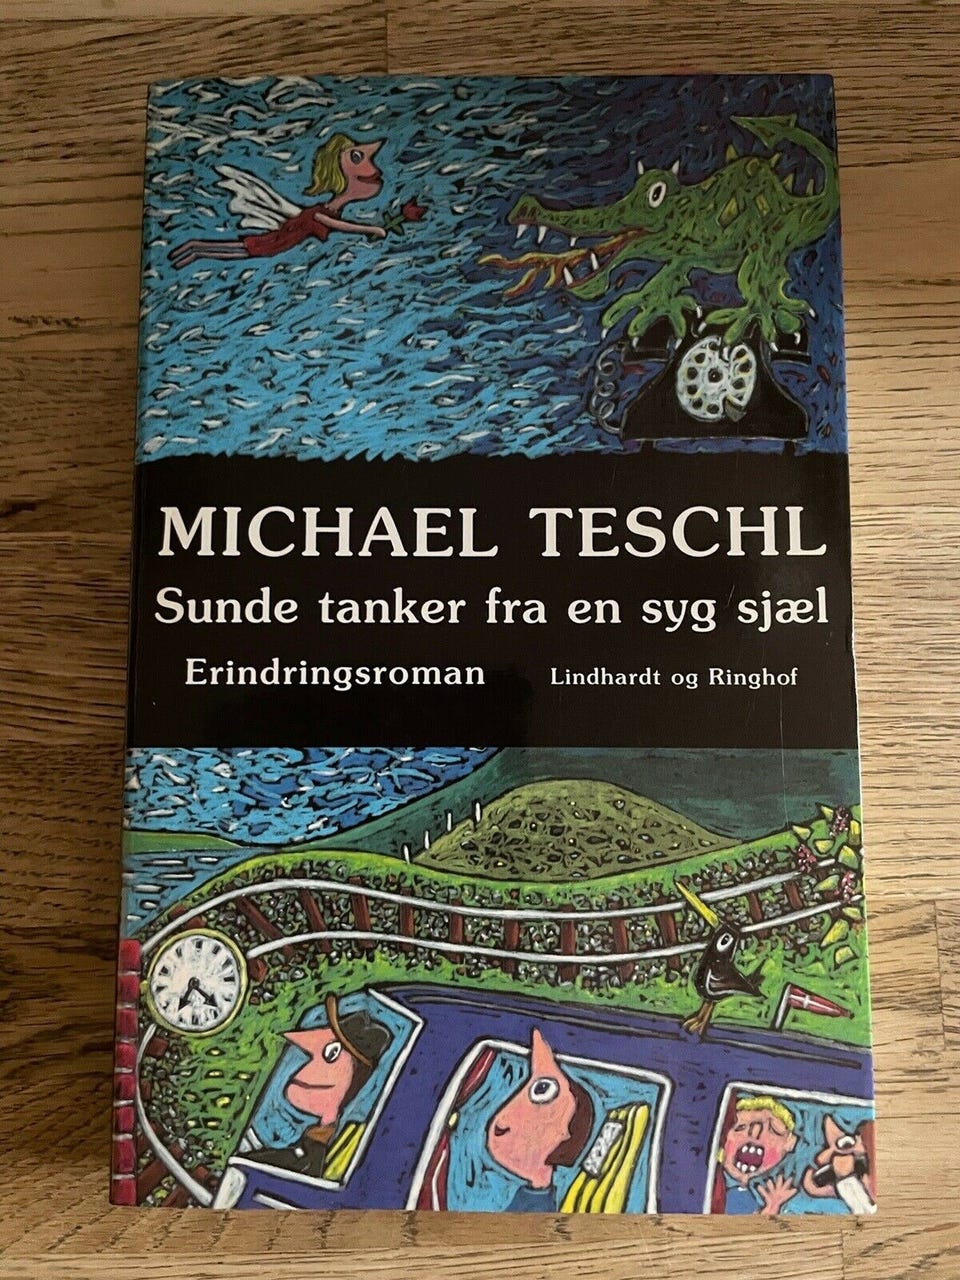 MICHAEL TESCHL
Sunde tanker fra en syg sjæl
Erindringsroman Lindhardt og Ringhof